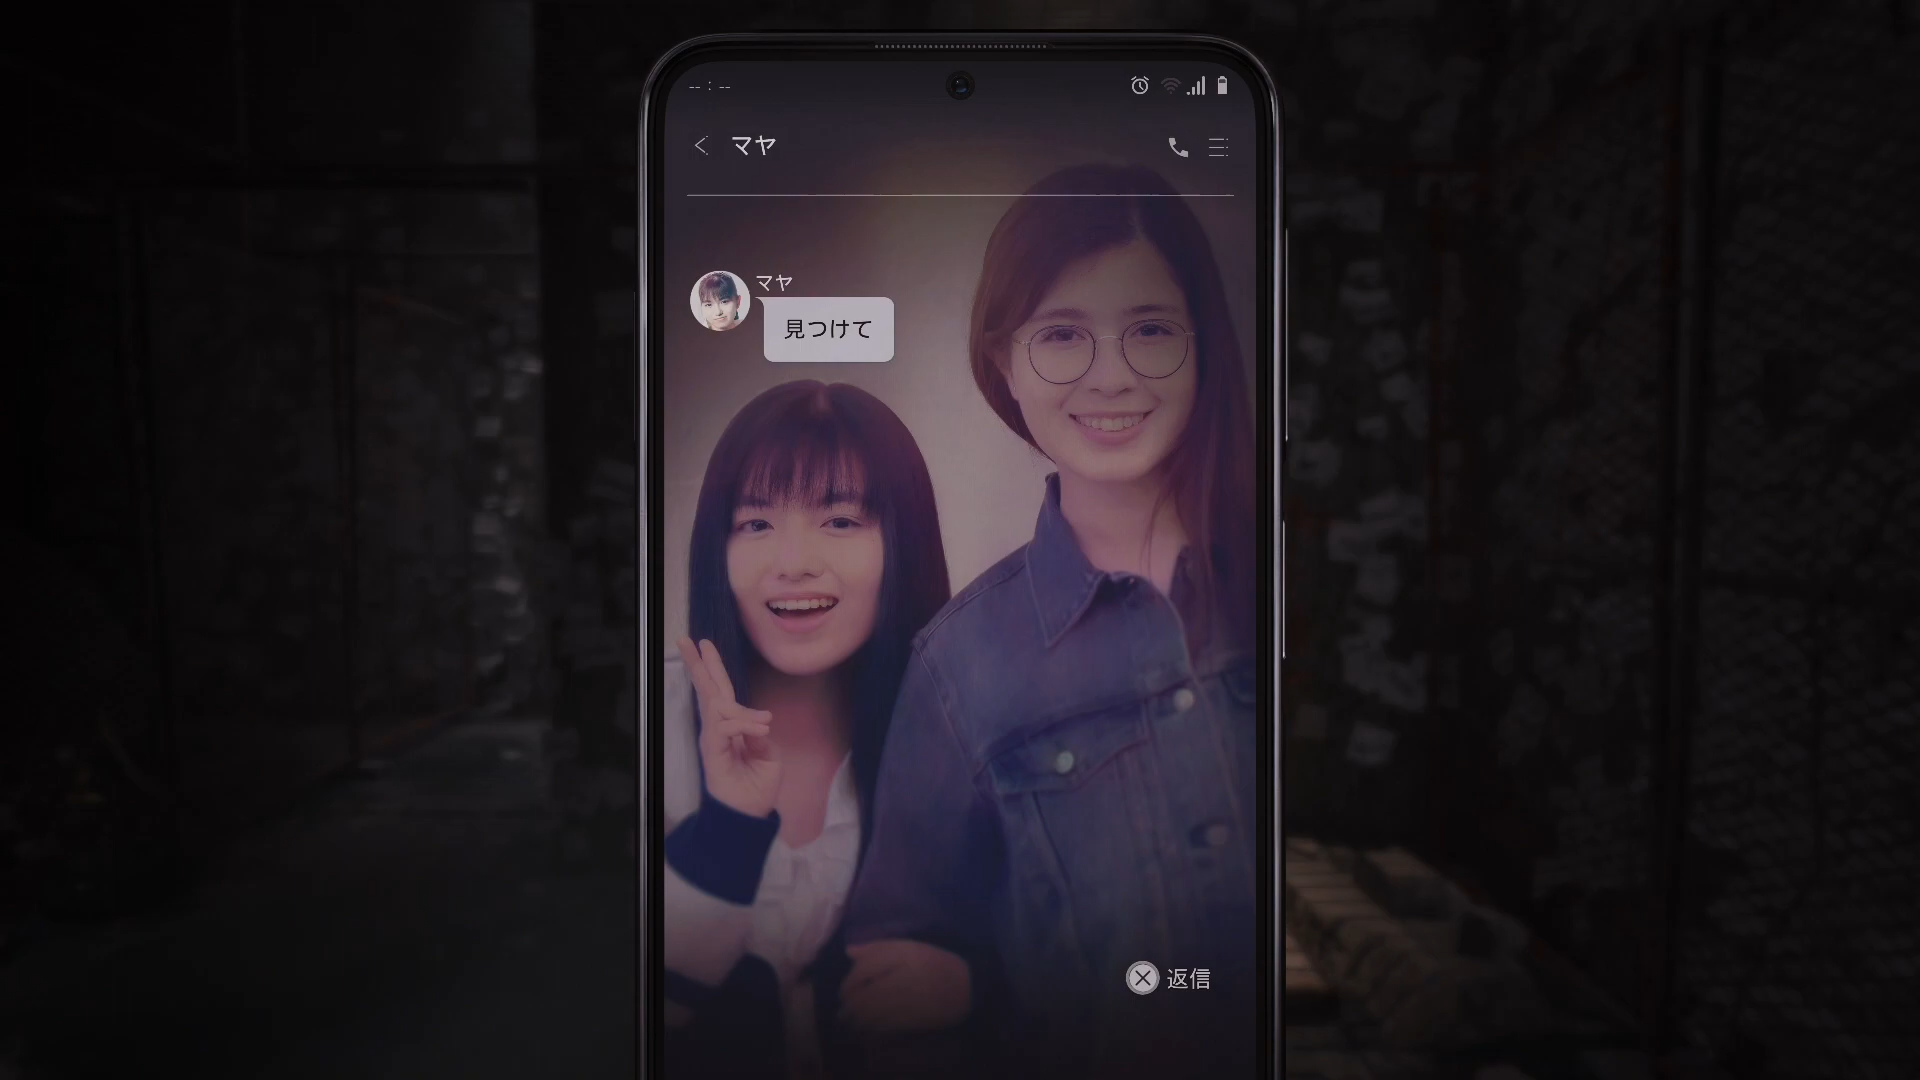 -- : --
マヤ
マヤ
見つけて
返信